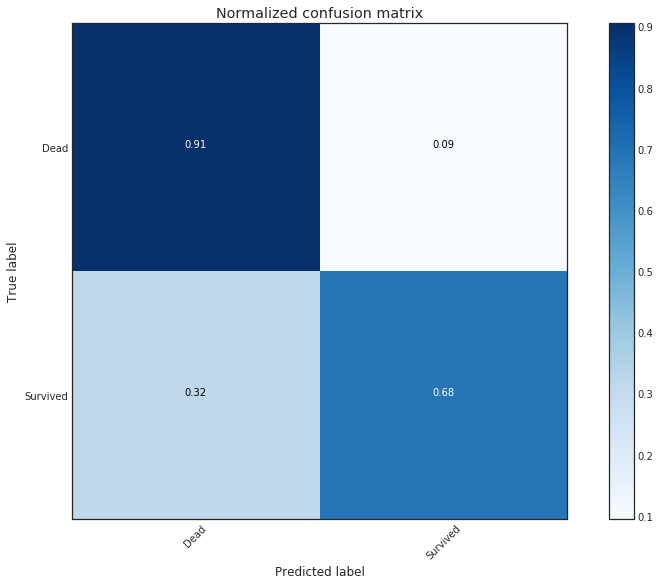 Normalized confusion matrix
True label
Dead
0.91
0.09
Survived
0.32
0.68
Dead
Survived
Predicted label
0.9
0.8
0.7
0.6
0.5
0.4
0.3
0.2
0.1